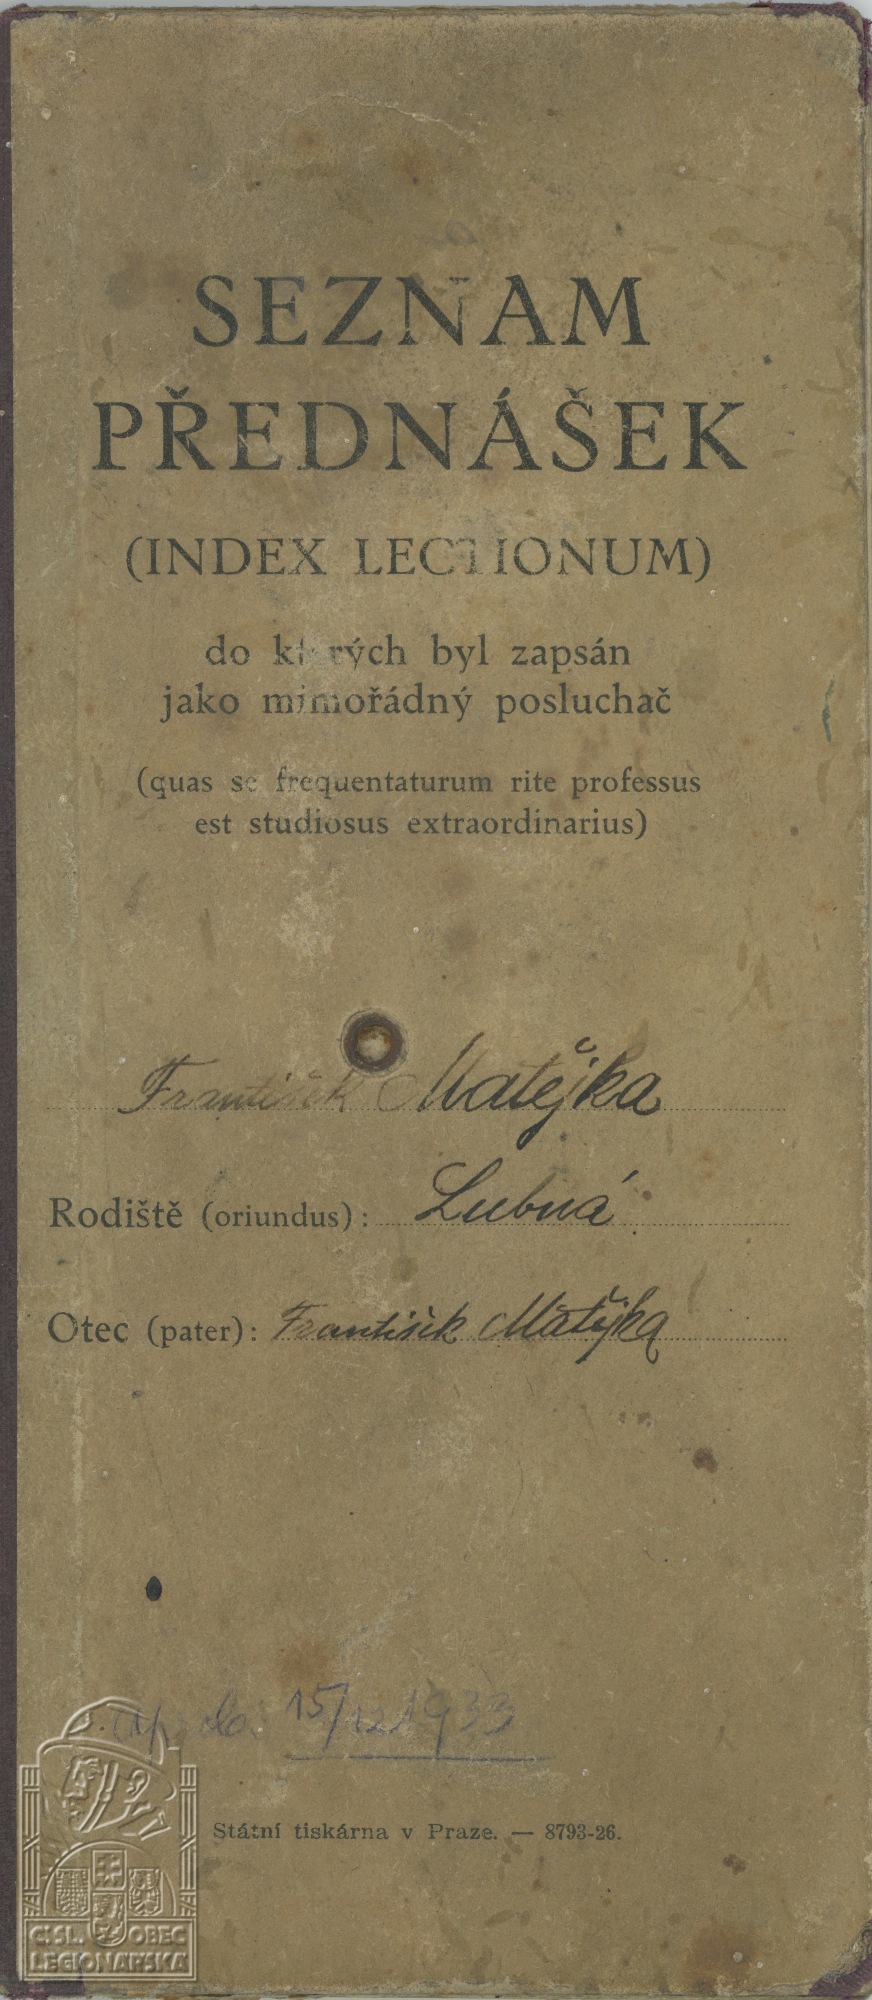 SEZNAM
PŘEDNÁŠEK
(INDEX LECTIONUM)
do kterých byl zapsán
jako mimořádný posluchač
(quas se frequentaturum rite professus
est studiosus extraordinarius)
František Matějka
Rodiště (oriundus): Lubná
Otec (pater): František Matějka
15/12 1933
Státní tiskárna v Praze. — 8793-26.
ČSL. OBEC
LEGIONÁŘSKÁ